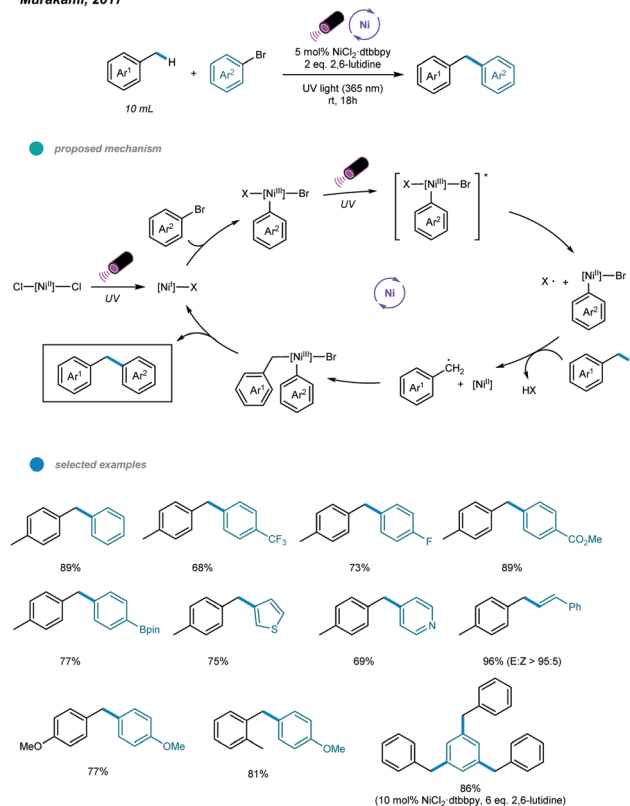 Murakami, 2017
Ar1
H
10 mL
+
Ar2
Br
Ni
5 mol% NiCl2·dtbbpy
2 eq. 2,6-lutidine
UV light (365 nm)
rt, 18h
Ar1
Ar2
proposed mechanism
Cl—[NiII]—Cl
UV
[NiI]—X
Br
Ar2
X—[NiIII]—Br
Ar2
UV
X—[NiIII]—Br
Ar2
*
X· +
[NiII]—Br
Ar2
Ar1
HX
·
CH2
Ar1
+ [NiII]
[NiIII]—Br
Ar1
Ar2
Ar1
Ar2
Ni
selected examples
89%
CF3
68%
F
73%
CO2Me
89%
Bpin
77%
S
75%
N
69%
Ph
96% (E:Z > 95:5)
MeO
OMe
77%
OMe
81%
86%
(10 mol% NiCl2·dtbbpy, 6 eq. 2,6-lutidine)